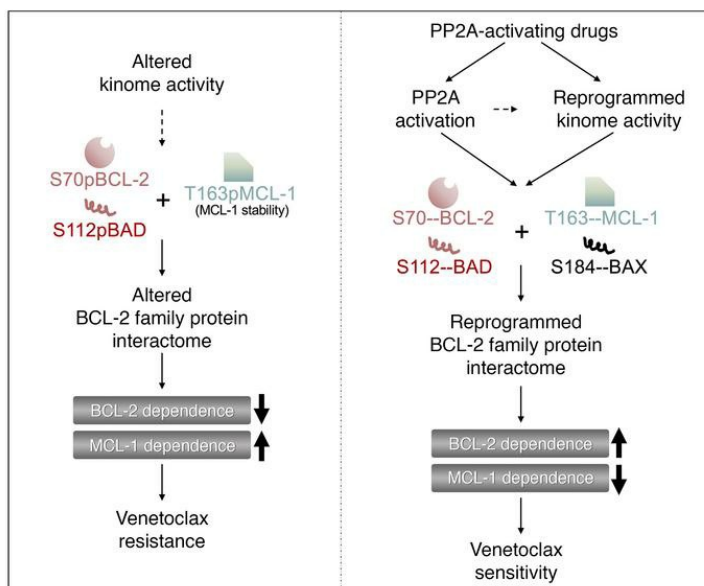 Altered
kinome activity
S70pBCL-2
+
T163pMCL-1
(MCL-1 stability)
S112pBAD
Altered
BCL-2 family protein
interactome
BCL-2 dependence
MCL-1 dependence
Venetoclax
resistance
PP2A-activating drugs
PP2A
activation
Reprogrammed
kinome activity
S70--BCL-2
+
T163--MCL-1
S112--BAD
S184--BAX
Reprogrammed
BCL-2 family protein
interactome
BCL-2 dependence
MCL-1 dependence
Venetoclax
sensitivity